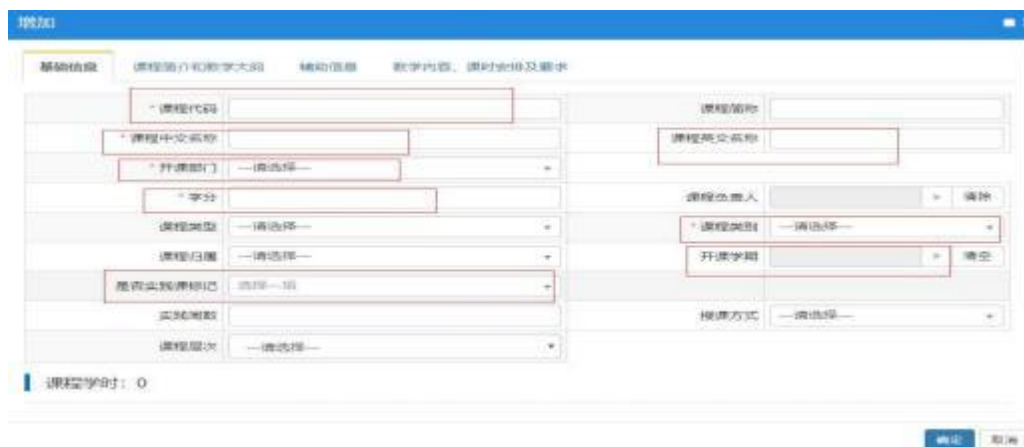 增加
基础信息 课程简介和教学大纲 辅助信息 教学内容、课时安排及要求
* 课程代码 课程简称
* 课程中文名称 课程英文名称
* 开课部门 ---请选择---
* 学分 课程负责人 > 清除
课程类型 ---请选择--- * 课程类别 ---请选择---
课程归属 ---请选择--- 开课学期 > 清空
是否实践课标记 选择一项
实践周数 授课方式 ---请选择---
课程层次 ---请选择---
课程学时：0
确定 取消